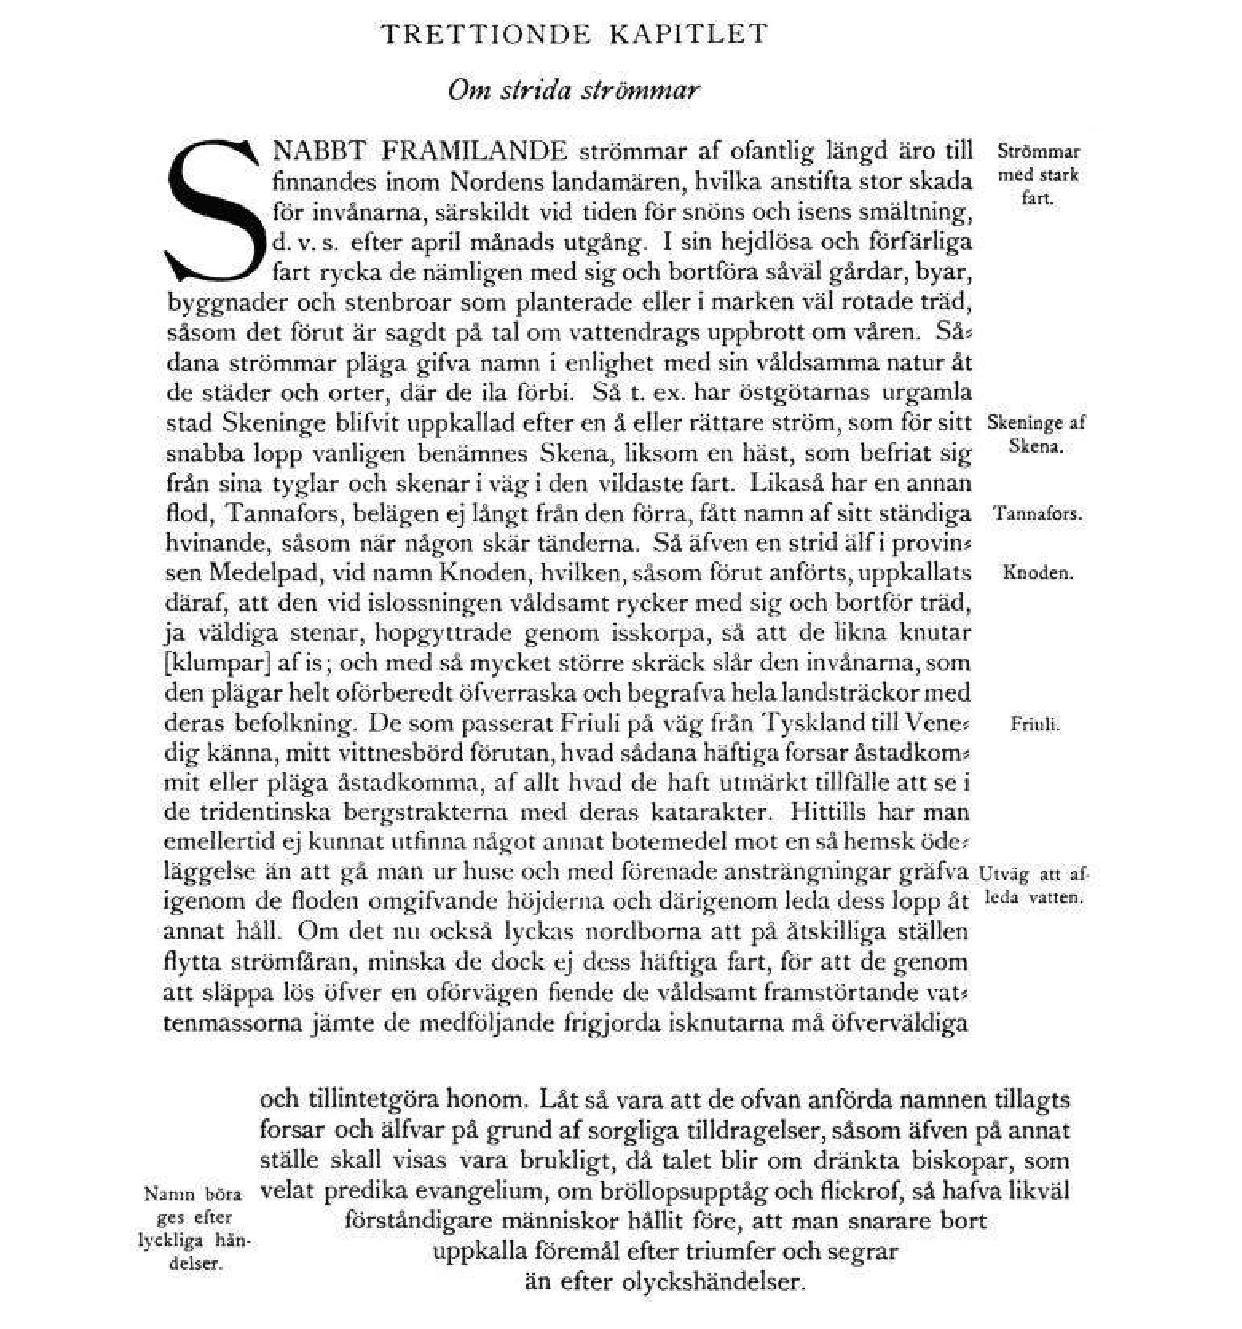 TRETTIONDE KAPITLET
Om strida strömmar
SNABBT FRAMILANDE strömmar af ofantlig längd äro till
finnandes inom Nordens landamären, hvilka anstifta stor skada
för invånarna, särskildt vid tiden för snöns och isens smältning,
d. v. s. efter april månads utgång. I sin hejdlösa och förfärliga
fart rycka de nämligen med sig och bortföra såväl gårdar, byar,
byggnader och stenbroar som planterade eller i marken väl rotade träd,
såsom det förut är sagdt på tal om vattendrags uppbrott om våren. Så-
dana strömmar pläga gifva namn i enlighet med sin våldsamma natur åt
de städer och orter, där de ila förbi. Så t. ex. har östgötarnas urgamla
stad Skeninge blifvit uppkallad efter en å eller rättare ström, som för sitt
snabba lopp vanligen benämnes Skena, liksom en häst, som befriat sig
från sina tyglar och skenar i väg i den vildaste fart. Likaså har en annan
flod, Tannafors, belägen ej långt från den förra, fått namn af sitt ständiga
hvinande, såsom när någon skär tänderna. Så äfven en strid älf i provin-
sen Medelpad, vid namn Knoden, hvilken, såsom förut anförts, uppkallats
däraf, att den vid islossningen våldsamt rycker med sig och bortför träd,
ja väldiga stenar, hopgyttrade genom isskorpa, så att de likna knutar
[klumpar] af is; och med så mycket större skräck slår den invånarna, som
den plägar helt oförberedt öfverraska och begrafva hela landsträckor med
deras befolkning. De som passerat Friuli på väg från Tyskland till Vene-
dig känna, mitt vittnesbörd förutan, hvad sådana häftiga forsar åstadkom-
mit eller pläga åstadkomma, af allt hvad de haft utmärkt tillfälle att se i
de tridentinska bergstrakterna med deras katarakter. Hittills har man
emellertid ej kunnat utfinna något annat botemedel mot en så hemsk öde-
läggelse än att gå man ur huse och med förenade ansträngningar gräfva
igenom de floden omgifvande höjderna och därigenom leda dess lopp åt
annat håll. Om det nu också lyckas nordborna att på åtskilliga ställen
flytta strömfåran, minska de dock ej dess häftiga fart, för att de genom
att släppa lös öfver en oförvägen fiende de våldsamt framstörtande vat-
tenmassorna jämte de medföljande frigjorda isknutarna må öfverväldiga
Strömmar
med stark
fart.
Skeninge af
Skena.
Tannafors.
Knoden.
Friuli.
Utväg att af-
leda vatten.
och tillintetgöra honom. Låt så vara att de ofvan anförda namnen tillagts
forsar och älfvar på grund af sorgliga tilldragelser, såsom äfven på annat
ställe skall visas vara brukligt, då talet blir om dränkta biskopar, som
velat predika evangelium, om bröllopsupptåg och flickrof, så hafva likväl
förståndigare människor hållit före, att man snarare bort
uppkalla föremål efter triumfer och segrar
än efter olyckshändelser.
Namn böra
ges efter
lyckliga hän-
delser.